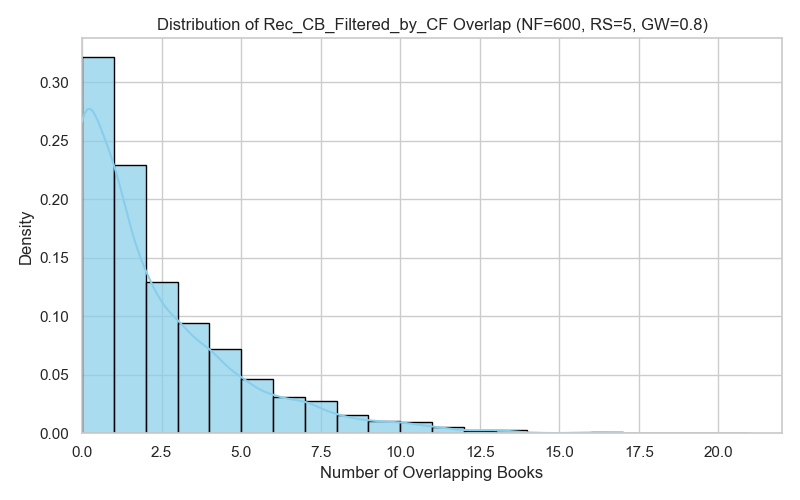 Distribution of Rec_CB_Filtered_by_CF Overlap (NF=600, RS=5, GW=0.8)
0.30
0.25
0.20
0.15
0.10
0.05
0.00
Density
0.0 2.5 5.0 7.5 10.0 12.5 15.0 17.5 20.0
Number of Overlapping Books